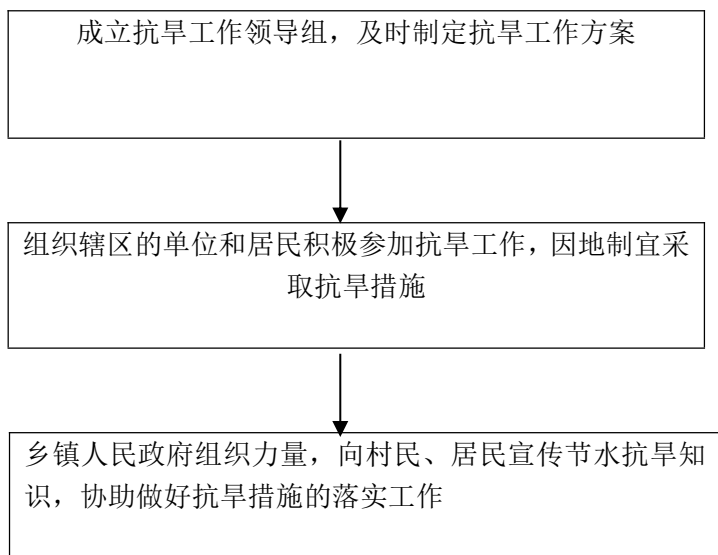 成立抗旱工作领导组，及时制定抗旱工作方案
组织辖区的单位和居民积极参加抗旱工作，因地制宜采
取抗旱措施
乡镇人民政府组织力量，向村民、居民宣传节水抗旱知
识，协助做好抗旱措施的落实工作